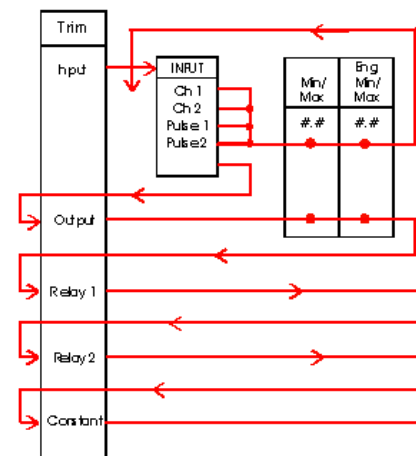 Trim
Input
INPUT
Ch 1
Ch 2
Pulse 1
Pulse2
Min/
Max
#.#
Eng
Min/
Max
#.#
Output
Relay 1
Relay 2
Constant